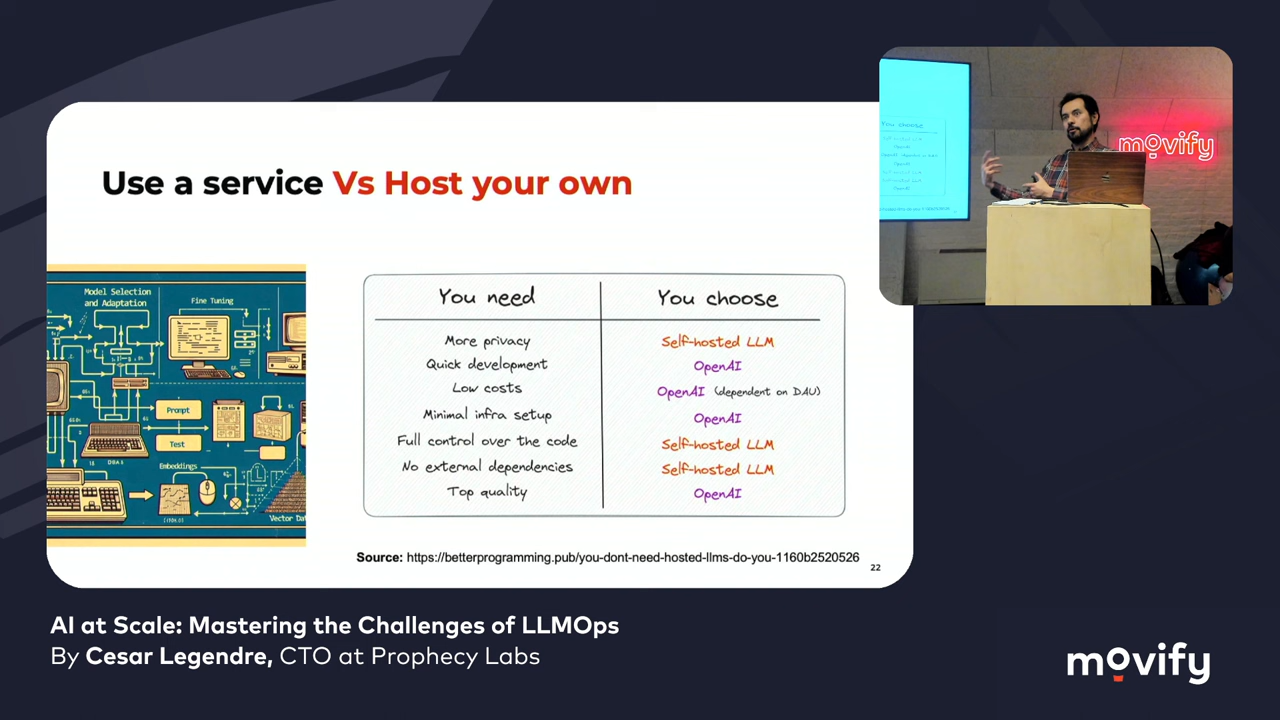 Use a service Vs Host your own
Model Selection
and Adaptation
Fine Tuning
Prompt
Test
Embeddings
You need
You choose
More privacy
Self-hosted LLM
Quick development
OpenAI
Low costs
OpenAI (dependent on DAU)
Minimal infra setup
OpenAI
Full control over the code
Self-hosted LLM
No external dependencies
Self-hosted LLM
Top quality
OpenAI
Source: https://betterprogramming.pub/you-dont-need-hosted-llms-do-you-1160b2520526
22
You choose
movify
AI at Scale: Mastering the Challenges of LLMOps
By Cesar Legendre, CTO at Prophecy Labs
movify